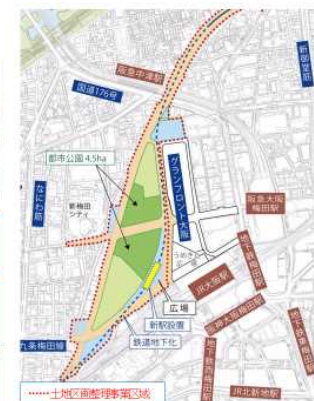 阪急中津駅
新御堂筋
国道176号
都市公園 4.5ha
なにわ筋
新梅田
シティ
グランフロント大阪
阪急大阪
梅田駅
うめきた
広場
地下鉄梅田駅
JR大阪駅
新駅設置
阪神大阪梅田駅
鉄道地下化
九条梅田線
地下鉄西梅田駅
地下鉄東梅田駅
JR北新地駅
土地区画整理事業区域